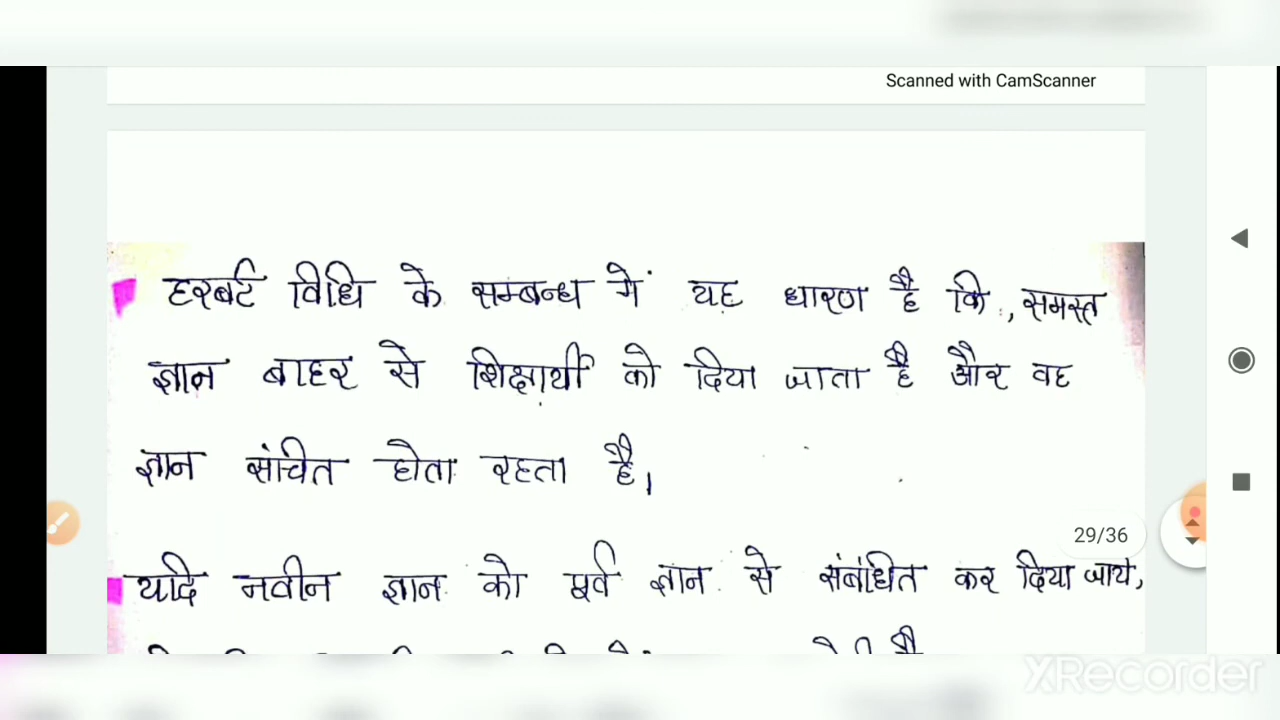 Scanned with CamScanner
हरबर्ट विधि के सम्बन्ध में यह धारण है कि, समस्त
ज्ञान बाहर से शिक्षार्थी को दिया जाता है और वह
ज्ञान संचित होता रहता है।
29/36
यदि नवीन ज्ञान को पूर्व ज्ञान से संबंधित कर दिया जाये,
XRecorder